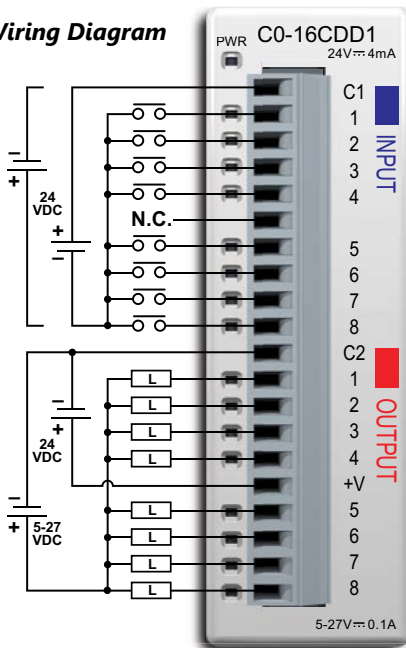 Wiring Diagram
PWR
C0-16CDD1
24V⎓4mA
C1
1
2
3
4
N.C.
5
6
7
8
INPUT
–
+
24
VDC
+
–
C2
1
2
3
4
+V
5
6
7
8
OUTPUT
L
L
L
L
L
L
L
L
–
+
24
VDC
–
+
5-27
VDC
5-27V⎓0.1A